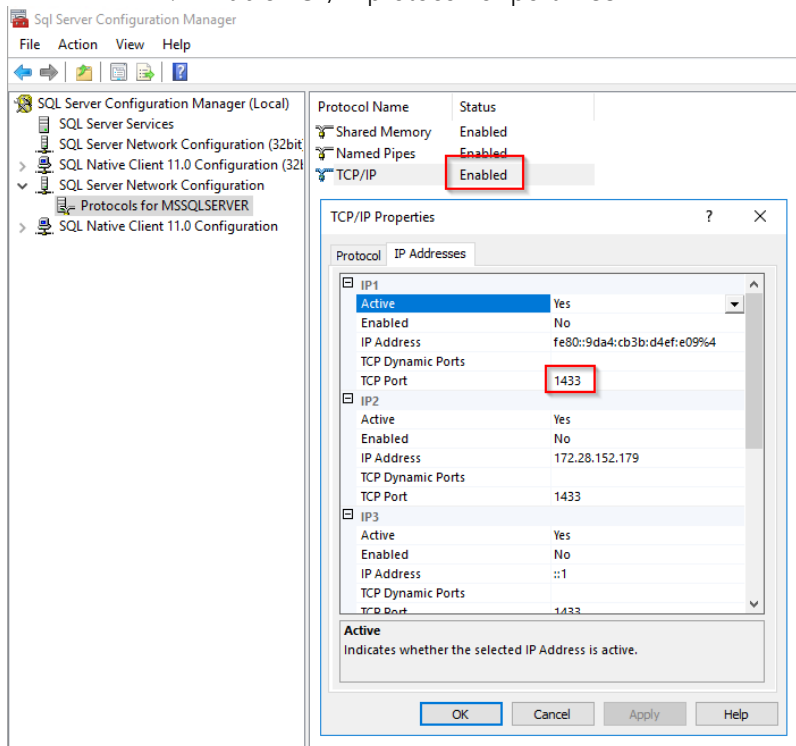 Sql Server Configuration Manager
File Action View Help
SQL Server Configuration Manager (Local)
SQL Server Services
SQL Server Network Configuration (32bit
SQL Native Client 11.0 Configuration (32
SQL Server Network Configuration
Protocols for MSSQLSERVER
SQL Native Client 11.0 Configuration
Protocol Name Status
Shared Memory Enabled
Named Pipes Enabled
TCP/IP Enabled
TCP/IP Properties ? ×
Protocol IP Addresses
IP1
Active Yes
Enabled No
IP Address fe80::9da4:cb3b:d4ef:e09%4
TCP Dynamic Ports
TCP Port 1433
IP2
Active Yes
Enabled No
IP Address 172.28.152.179
TCP Dynamic Ports
TCP Port 1433
IP3
Active Yes
Enabled No
IP Address ::1
TCP Dynamic Ports
TCP Port 1433
Active
Indicates whether the selected IP Address is active.
OK Cancel Apply Help